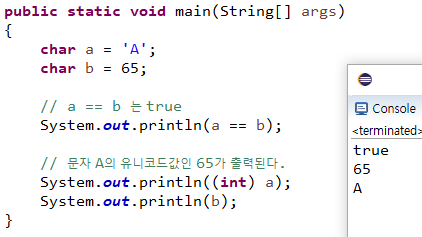 public static void main(String[] args)
{
    char a = 'A';
    char b = 65;
    // a == b 는 true
    System.out.println(a == b);
    // 문자 A의 유니코드값인 65가 출력된다.
    System.out.println((int) a);
    System.out.println(b);
}
Console
<terminated>
true
65
A